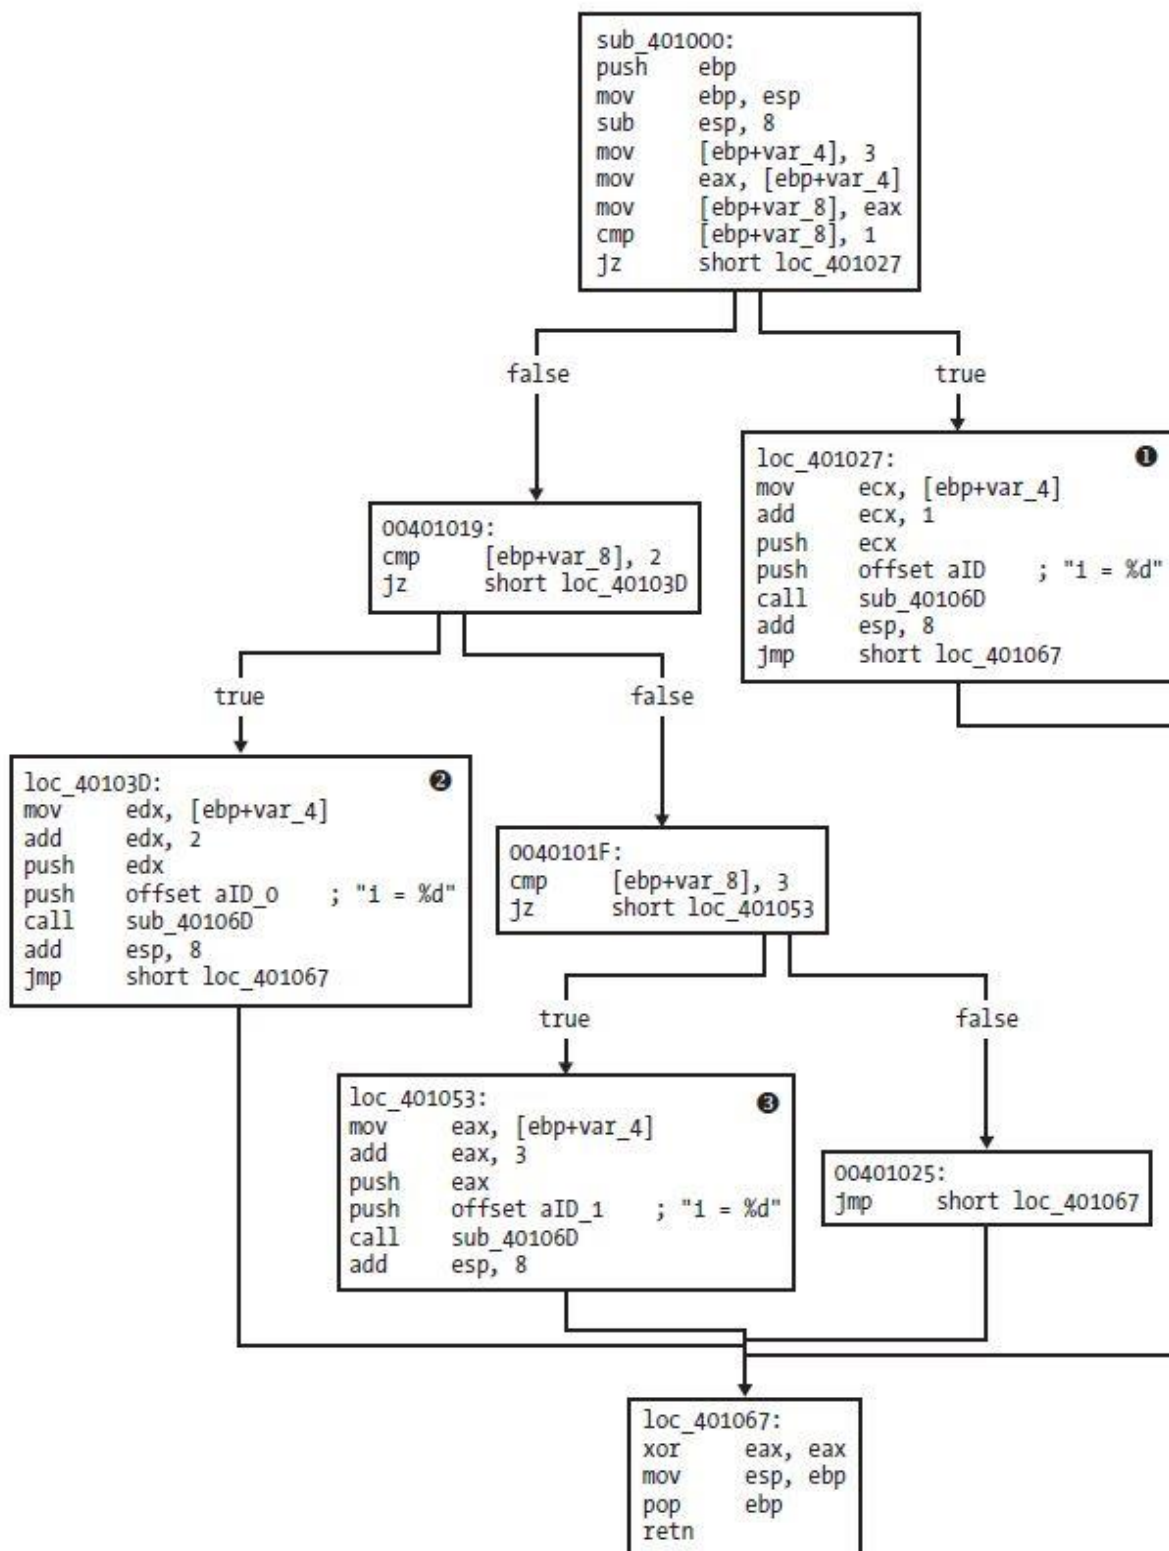 sub_401000:
push ebp
mov ebp, esp
sub esp, 8
mov [ebp+var_4], 3
mov eax, [ebp+var_4]
mov [ebp+var_8], eax
cmp [ebp+var_8], 1
jz short loc_401027
false
true
loc_401027: ❶
mov ecx, [ebp+var_4]
add ecx, 1
push ecx
push offset aID ; "i = %d"
call sub_40106D
add esp, 8
jmp short loc_401067
00401019:
cmp [ebp+var_8], 2
jz short loc_40103D
true
false
loc_40103D: ❷
mov edx, [ebp+var_4]
add edx, 2
push edx
push offset aID_0 ; "i = %d"
call sub_40106D
add esp, 8
jmp short loc_401067
0040101F:
cmp [ebp+var_8], 3
jz short loc_401053
true
false
loc_401053: ❸
mov eax, [ebp+var_4]
add eax, 3
push eax
push offset aID_1 ; "i = %d"
call sub_40106D
add esp, 8
00401025:
jmp short loc_401067
loc_401067:
xor eax, eax
mov esp, ebp
pop ebp
retn